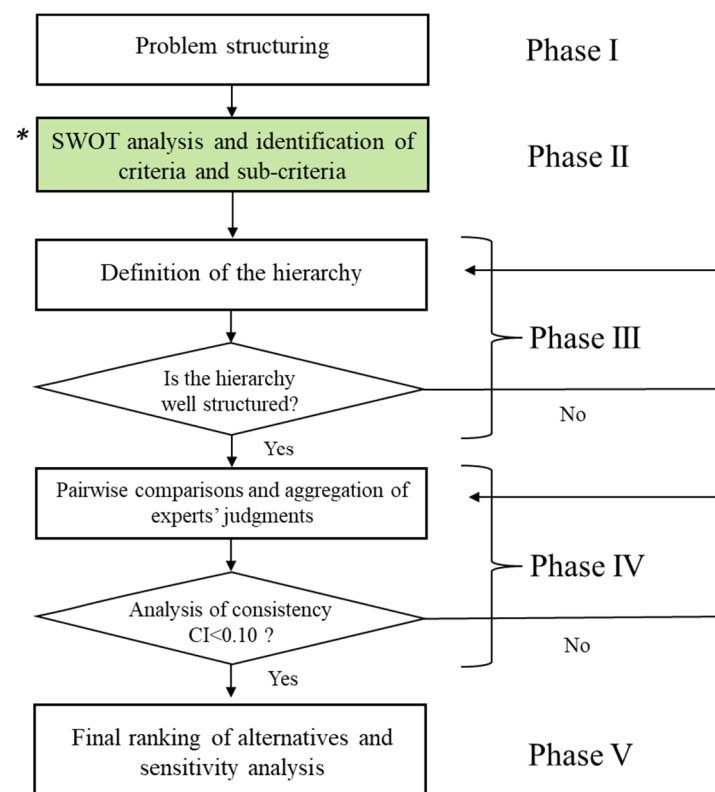 Problem structuring
Phase I
*
SWOT analysis and identification of
criteria and sub-criteria
Phase II
Definition of the hierarchy
Phase III
Is the hierarchy
well structured?
No
Yes
Pairwise comparisons and aggregation of
experts' judgments
Phase IV
Analysis of consistency
CI<0.10 ?
No
Yes
Final ranking of alternatives and
sensitivity analysis
Phase V